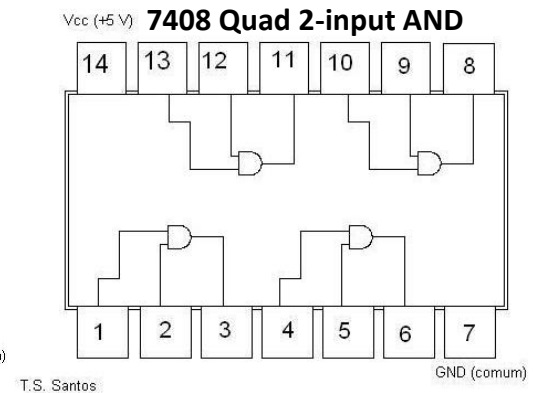 Vcc (+5 V) 7408 Quad 2-input AND
14 13 12 11 10 9 8
1 2 3 4 5 6 7
GND (comum)
T.S. Santos